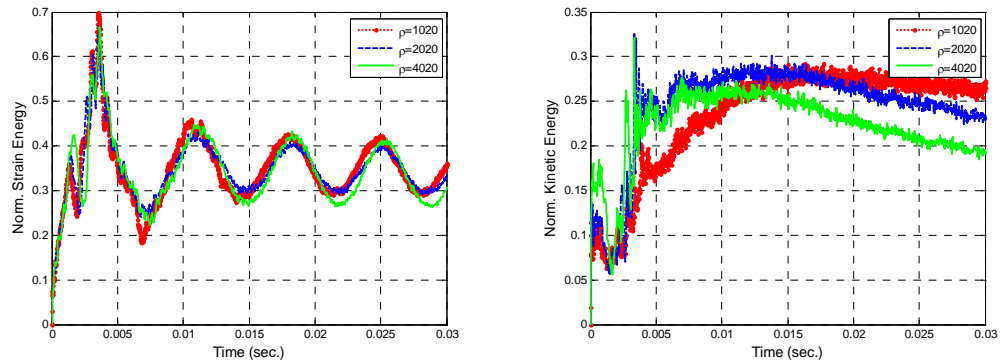 Norm. Strain Energy
0.7
0.6
0.5
0.4
0.3
0.2
0.1
0
0 0.005 0.01 0.015 0.02 0.025 0.03
Time (sec.)
ρ=1020
ρ=2020
ρ=4020
Norm. Kinetic Energy
0.35
0.3
0.25
0.2
0.15
0.1
0.05
0
0 0.005 0.01 0.015 0.02 0.025 0.03
Time (sec.)
ρ=1020
ρ=2020
ρ=4020